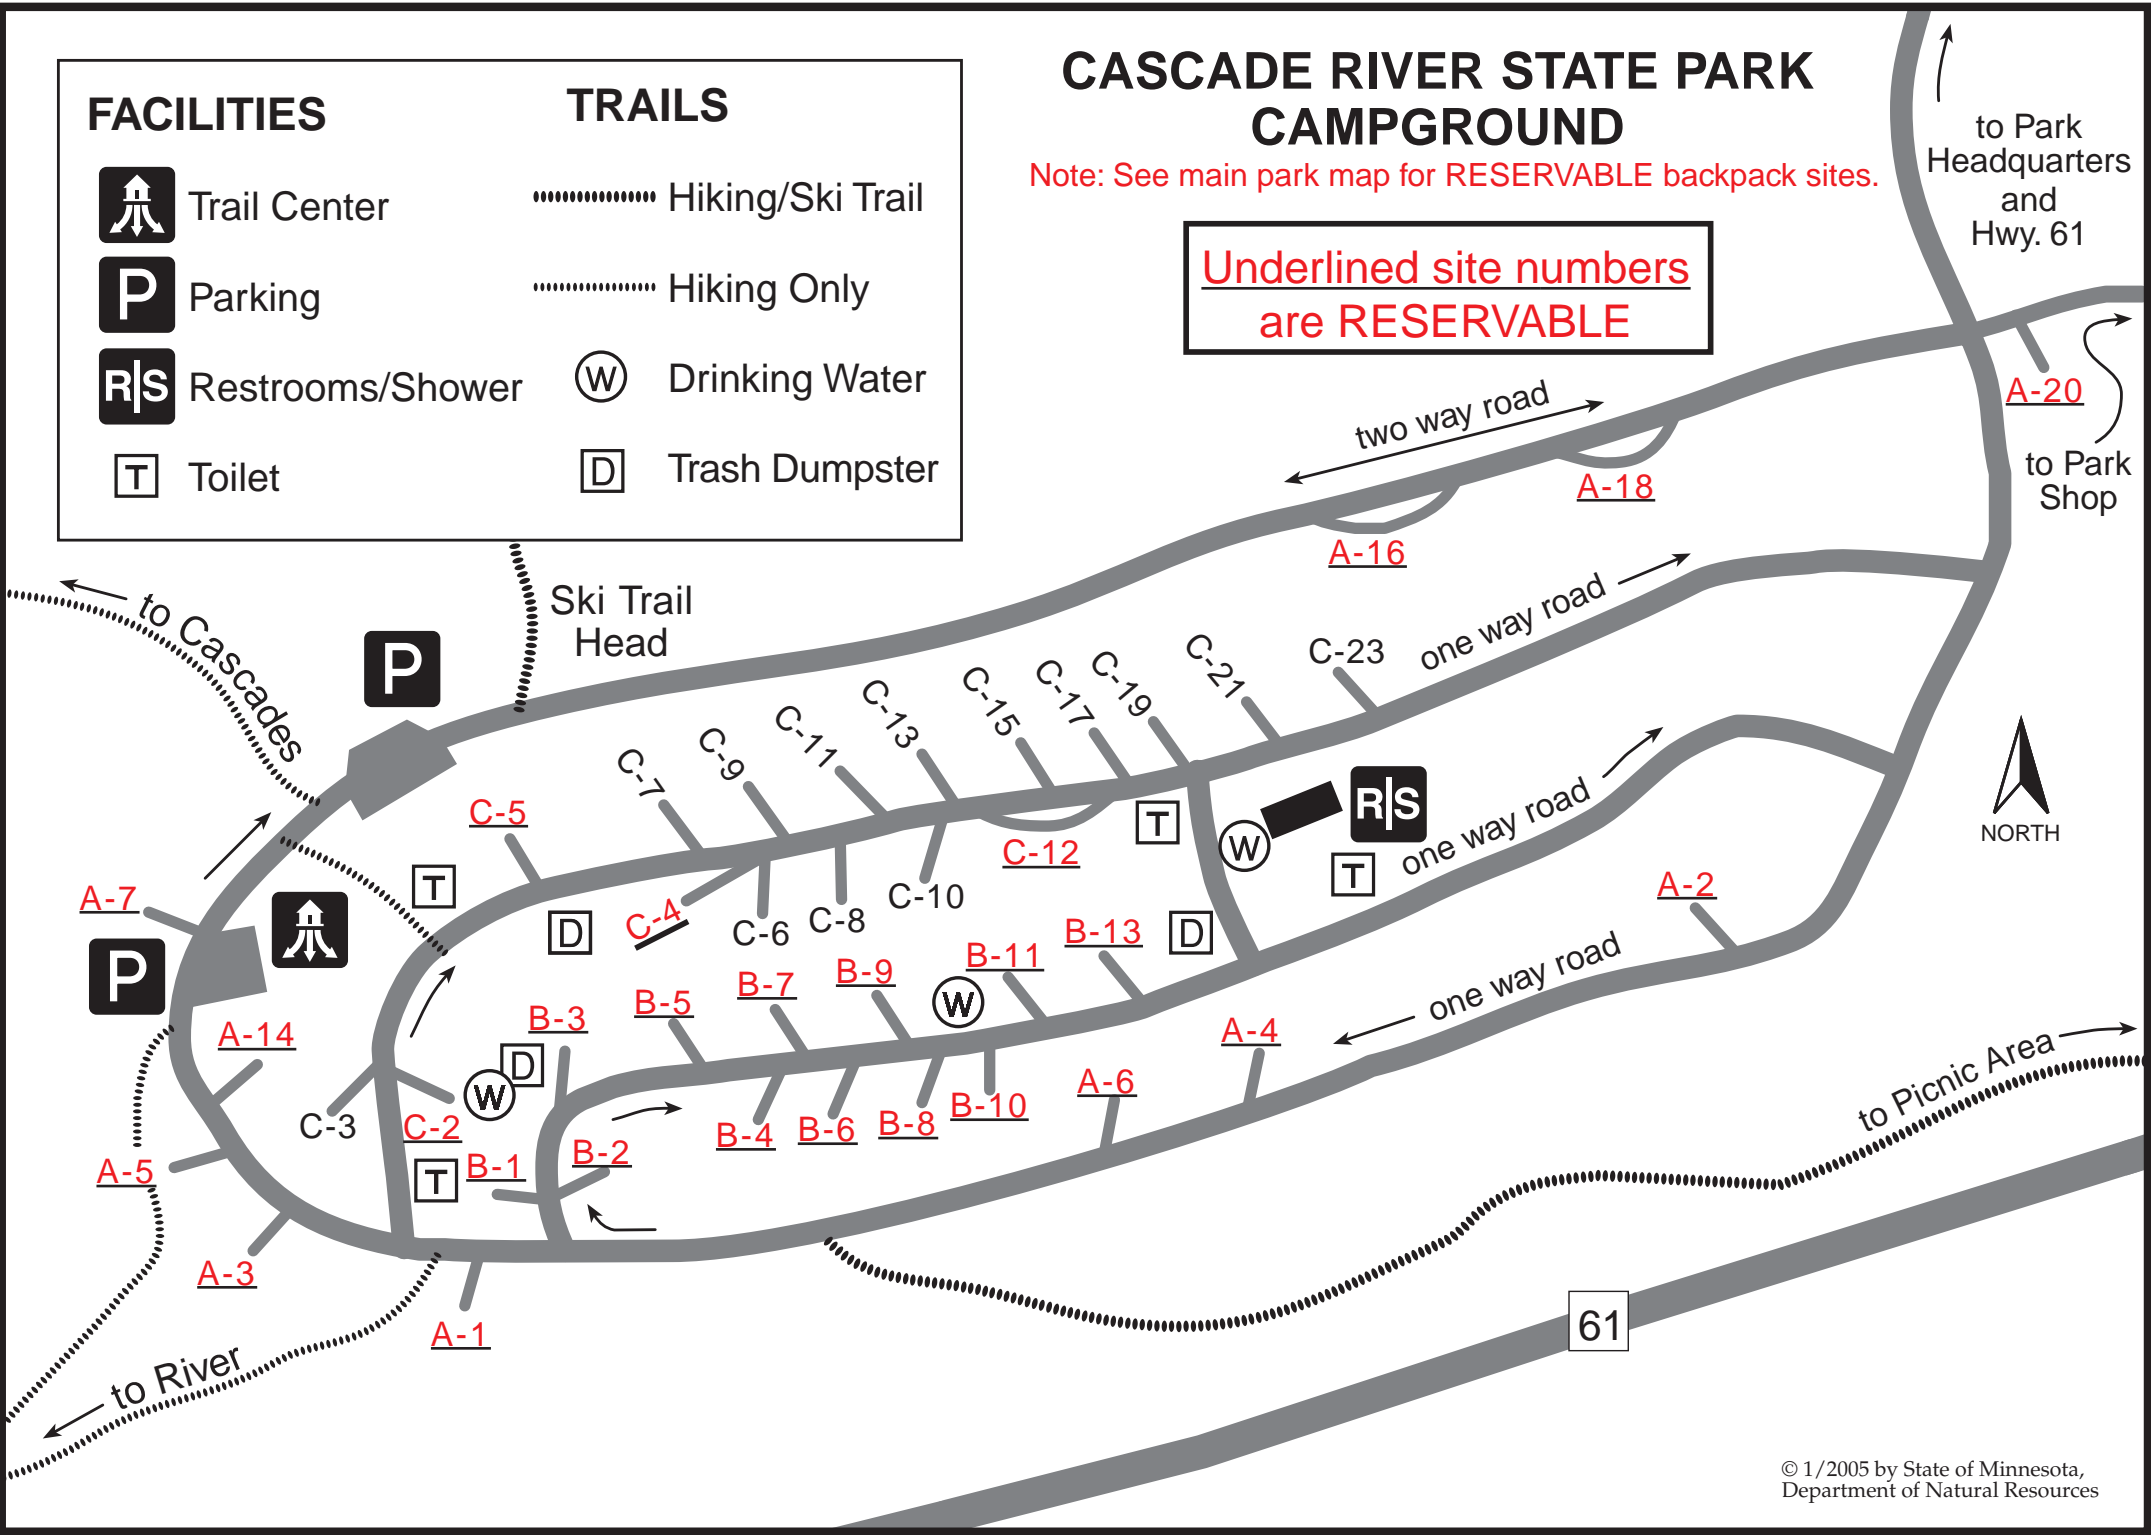 CASCADE RIVER STATE PARK
CAMPGROUND
Note: See main park map for RESERVABLE backpack sites.
Underlined site numbers
are RESERVABLE
FACILITIES
Trail Center
P Parking
R|S Restrooms/Shower
T Toilet
TRAILS
Hiking/Ski Trail
Hiking Only
W Drinking Water
D Trash Dumpster
to Park
Headquarters
and
Hwy. 61
A-20
to Park
Shop
two way road
A-18
A-16
one way road
to Cascades
Ski Trail
Head
P
C-23
C-21
C-19
C-17
C-15
C-13
C-11
C-9
C-7
C-5
C-12
T
W
R|S
T
one way road
NORTH
A-7
T
D
C-4
C-6
C-8
C-10
P
A-2
B-13
D
B-11
W
B-9
B-7
B-5
B-3
one way road
A-14
A-4
to Picnic Area
D
W
A-6
C-3
C-2
B-4
B-6
B-8
B-10
A-5
T
B-1
B-2
A-3
A-1
61
to River
© 1/2005 by State of Minnesota,
Department of Natural Resources